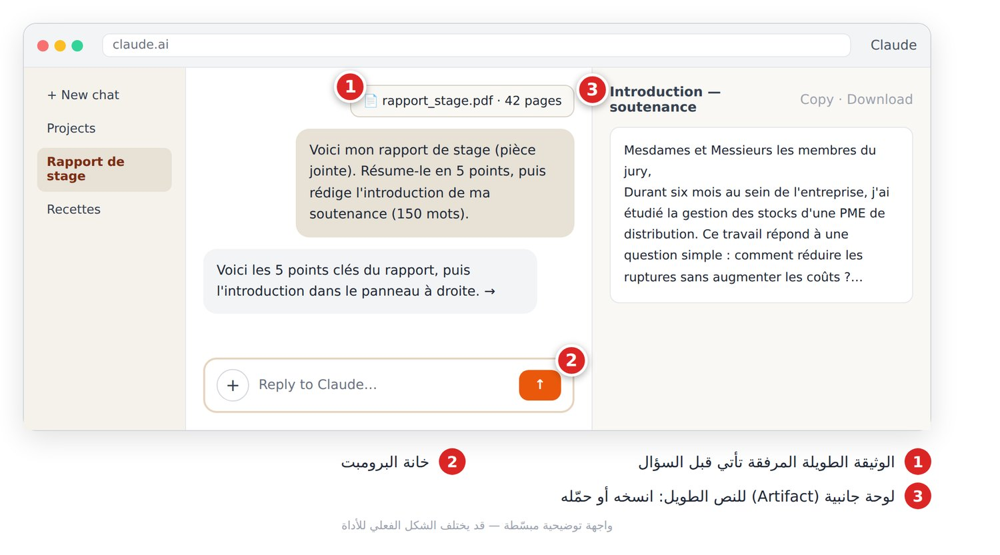 claude.ai
Claude
+ New chat
Projects
Rapport de
stage
Recettes
1
📄 rapport_stage.pdf · 42 pages
Voici mon rapport de stage (pièce
jointe). Résume-le en 5 points, puis
rédige l'introduction de ma
soutenance (150 mots).
Voici les 5 points clés du rapport, puis
l'introduction dans le panneau à droite. →
2
+ Reply to Claude… ↑
3
Introduction —
soutenance
Copy · Download
Mesdames et Messieurs les membres du
jury,
Durant six mois au sein de l'entreprise, j'ai
étudié la gestion des stocks d'une PME de
distribution. Ce travail répond à une
question simple : comment réduire les
ruptures sans augmenter les coûts ?…
1 الوثيقة الطويلة المرفقة تأتي قبل السؤال
2 خانة البرومبت
3 لوحة جانبية (Artifact) للنص الطويل: انسخه أو حمّله
واجهة توضيحية مبسّطة — قد يختلف الشكل الفعلي للأداة